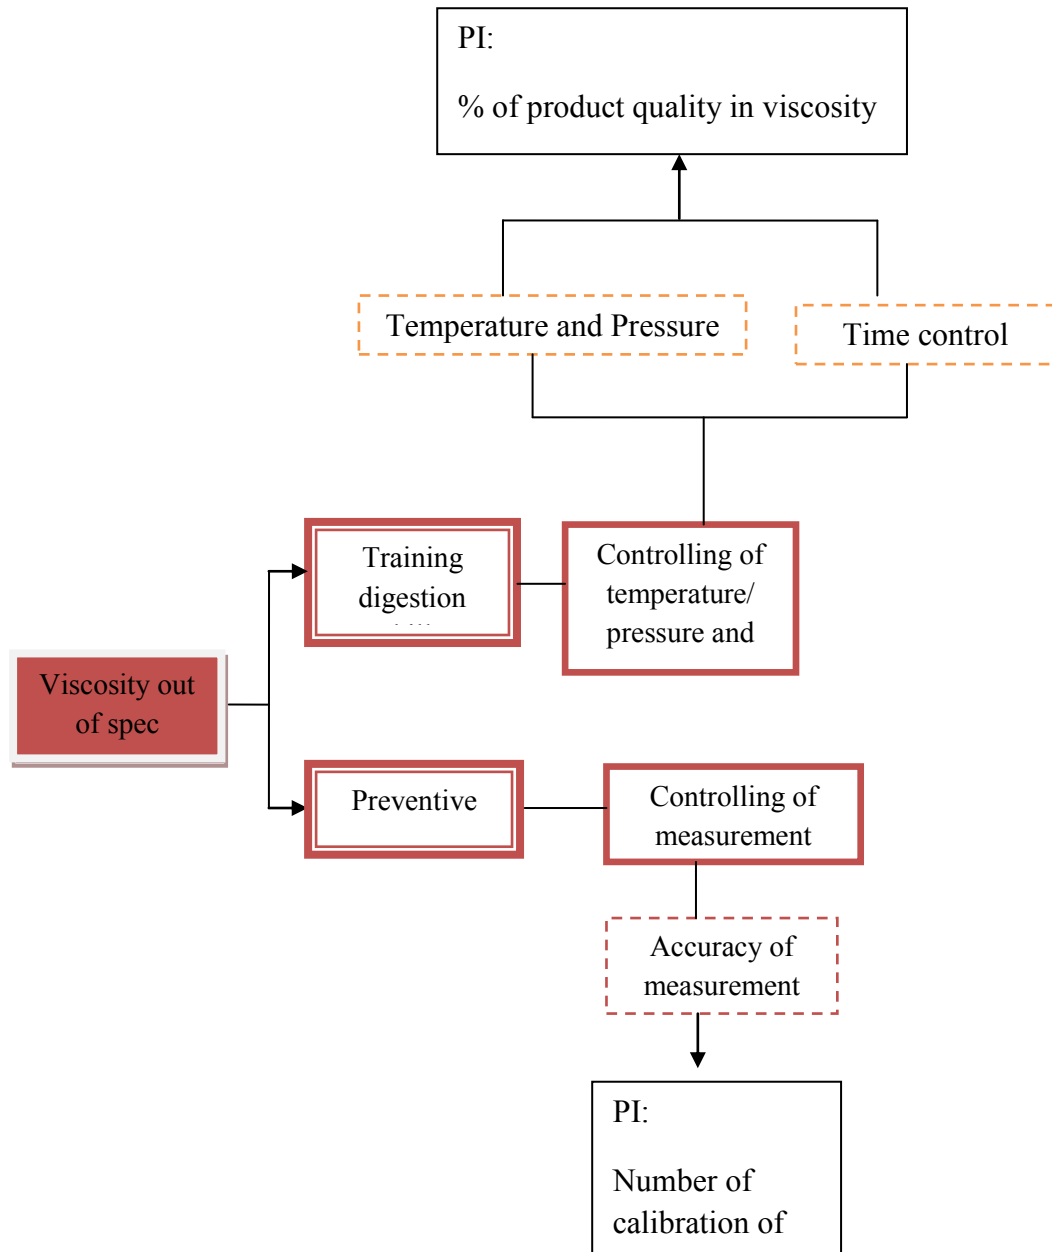 PI:
% of product quality in viscosity
Temperature and Pressure
Time control
Training
digestion
Controlling of
temperature/
pressure and
Viscosity out
of spec
Preventive
Controlling of
measurement
Accuracy of
measurement
PI:
Number of
calibration of